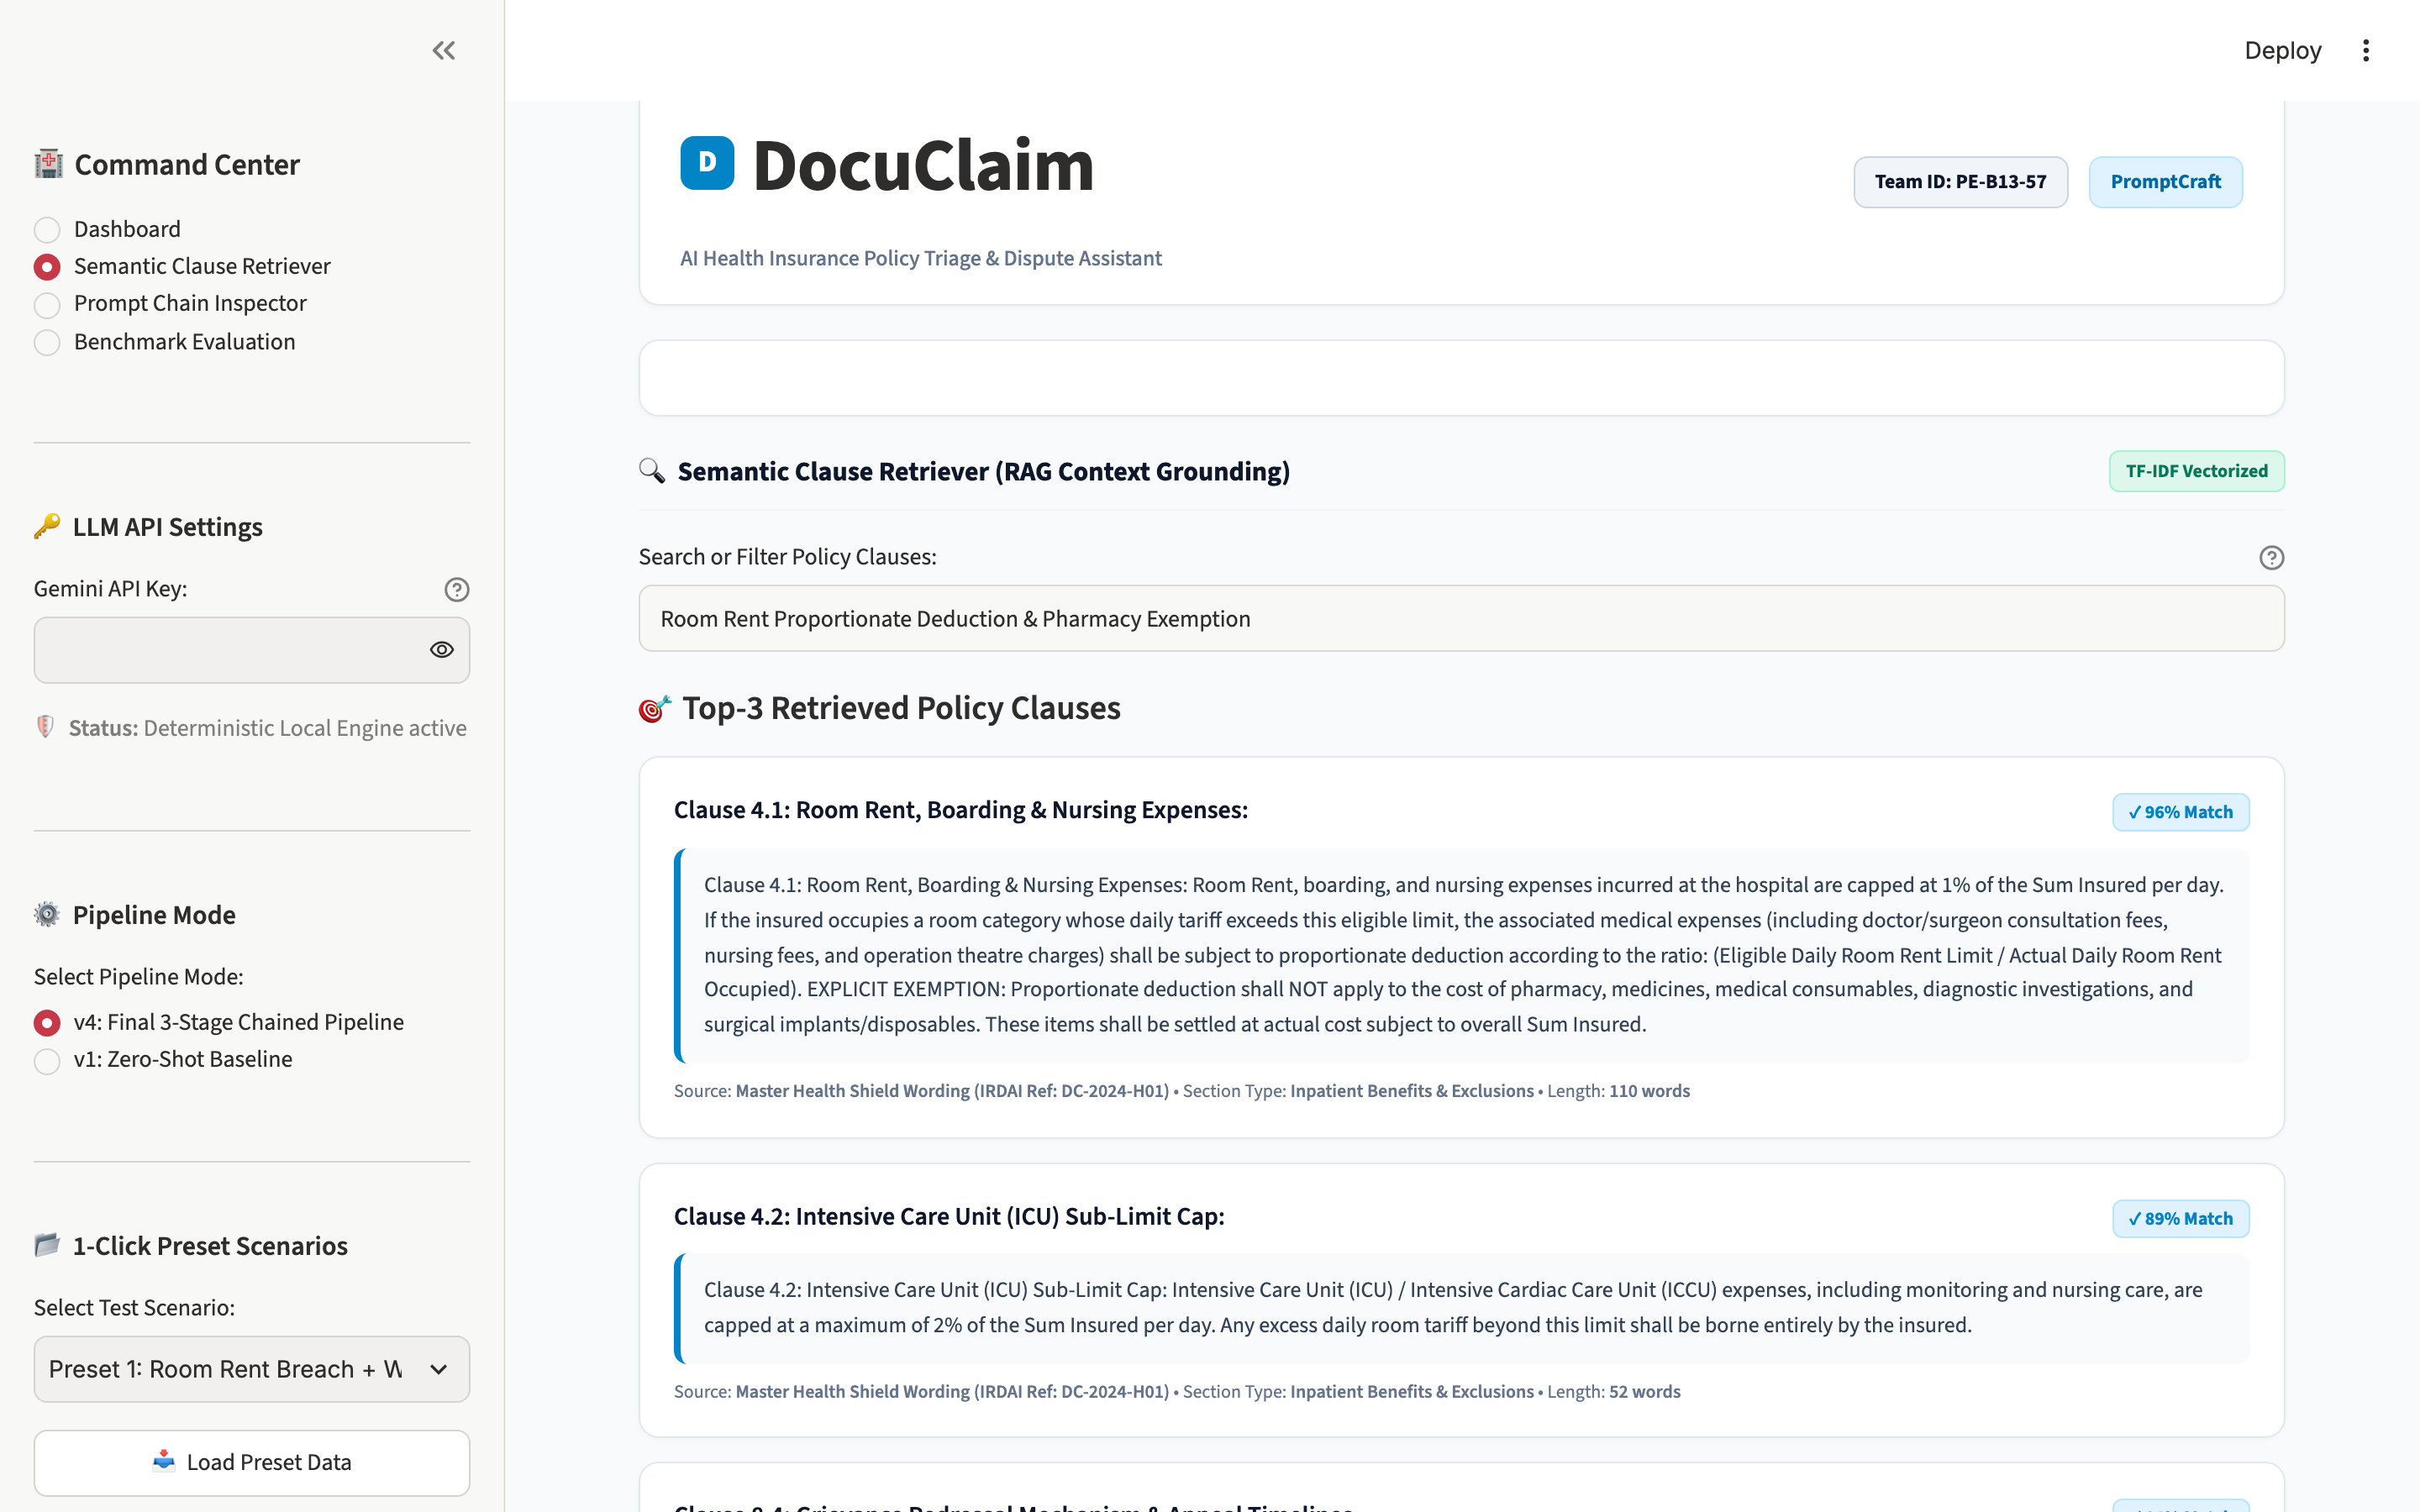 Deploy
Command Center
Dashboard
Semantic Clause Retriever
Prompt Chain Inspector
Benchmark Evaluation
LLM API Settings
Gemini API Key:
Status: Deterministic Local Engine active
Pipeline Mode
Select Pipeline Mode:
v4: Final 3-Stage Chained Pipeline
v1: Zero-Shot Baseline
1-Click Preset Scenarios
Select Test Scenario:
Preset 1: Room Rent Breach +
Load Preset Data
D DocuClaim
Team ID: PE-B13-57
PromptCraft
AI Health Insurance Policy Triage & Dispute Assistant
Semantic Clause Retriever (RAG Context Grounding)
TF-IDF Vectorized
Search or Filter Policy Clauses:
Room Rent Proportionate Deduction & Pharmacy Exemption
Top-3 Retrieved Policy Clauses
Clause 4.1: Room Rent, Boarding & Nursing Expenses:
✓ 96% Match
Clause 4.1: Room Rent, Boarding & Nursing Expenses: Room Rent, boarding, and nursing expenses incurred at the hospital are capped at 1% of the Sum Insured per day.
If the insured occupies a room category whose daily tariff exceeds this eligible limit, the associated medical expenses (including doctor/surgeon consultation fees,
nursing fees, and operation theatre charges) shall be subject to proportionate deduction according to the ratio: (Eligible Daily Room Rent Limit / Actual Daily Room Rent
Occupied). EXPLICIT EXEMPTION: Proportionate deduction shall NOT apply to the cost of pharmacy, medicines, medical consumables, diagnostic investigations, and
surgical implants/disposables. These items shall be settled at actual cost subject to overall Sum Insured.
Source: Master Health Shield Wording (IRDAI Ref: DC-2024-H01) • Section Type: Inpatient Benefits & Exclusions • Length: 110 words
Clause 4.2: Intensive Care Unit (ICU) Sub-Limit Cap:
✓ 89% Match
Clause 4.2: Intensive Care Unit (ICU) Sub-Limit Cap: Intensive Care Unit (ICU) / Intensive Cardiac Care Unit (ICCU) expenses, including monitoring and nursing care, are
capped at a maximum of 2% of the Sum Insured per day. Any excess daily room tariff beyond this limit shall be borne entirely by the insured.
Source: Master Health Shield Wording (IRDAI Ref: DC-2024-H01) • Section Type: Inpatient Benefits & Exclusions • Length: 52 words